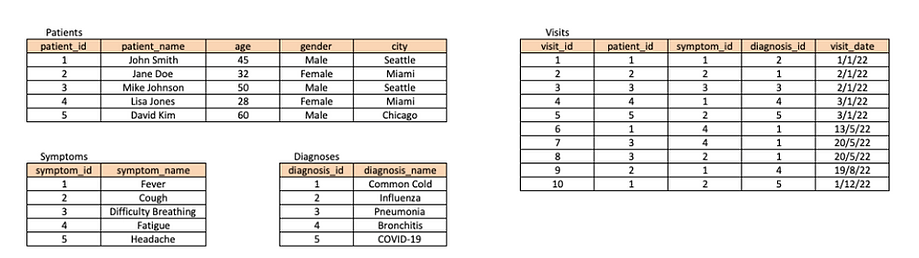 Patients
patient_id patient_name age gender city
1 John Smith 45 Male Seattle
2 Jane Doe 32 Female Miami
3 Mike Johnson 50 Male Seattle
4 Lisa Jones 28 Female Miami
5 David Kim 60 Male Chicago
Symptoms
symptom_id symptom_name
1 Fever
2 Cough
3 Difficulty Breathing
4 Fatigue
5 Headache
Diagnoses
diagnosis_id diagnosis_name
1 Common Cold
2 Influenza
3 Pneumonia
4 Bronchitis
5 COVID-19
Visits
visit_id patient_id symptom_id diagnosis_id visit_date
1 1 1 2 1/1/22
2 2 2 1 2/1/22
3 3 3 3 2/1/22
4 4 1 4 3/1/22
5 5 2 5 3/1/22
6 1 4 1 13/5/22
7 3 4 1 20/5/22
8 3 2 1 20/5/22
9 2 1 4 19/8/22
10 1 2 5 1/12/22